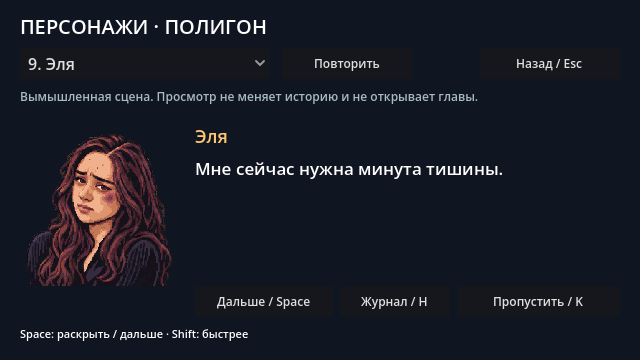 ПЕРСОНАЖИ · ПОЛИГОН
9. Эля
Повторить
Назад / Esc
Вымышленная сцена. Просмотр не меняет историю и не открывает главы.
Эля
Мне сейчас нужна минута тишины.
Дальше / Space
Журнал / H
Пропустить / K
Space: раскрыть / дальше · Shift: быстрее